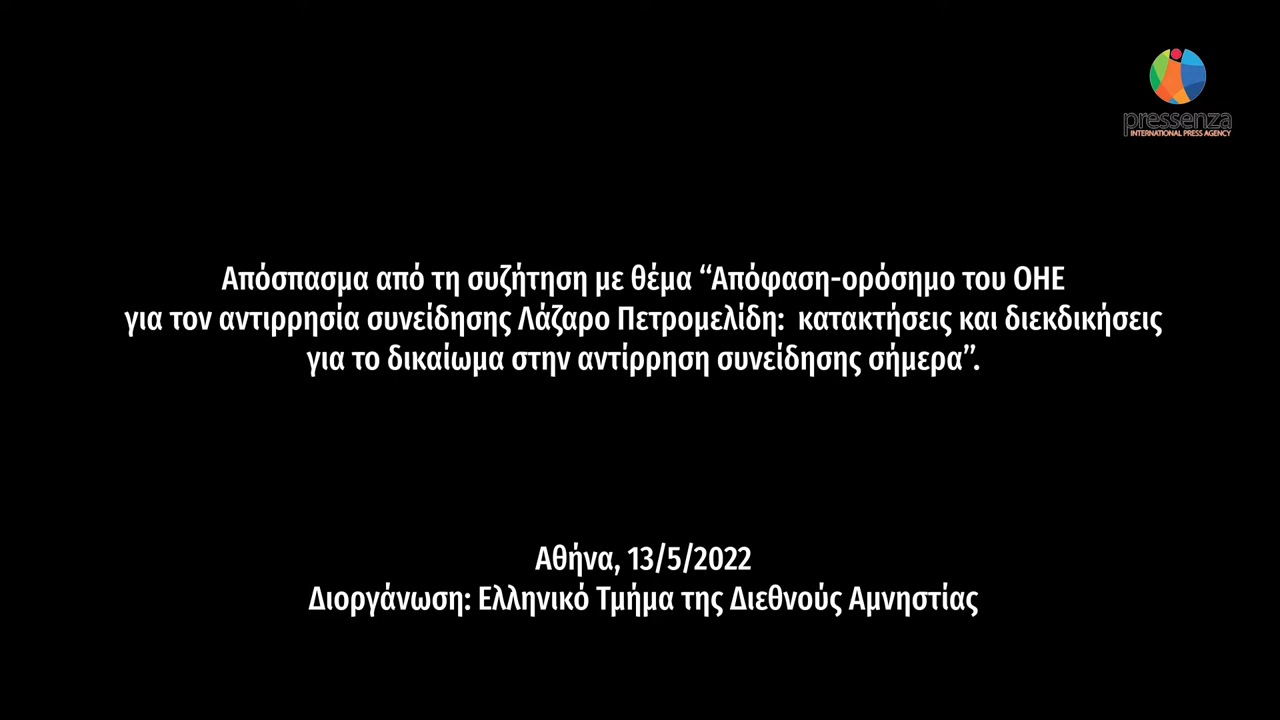 pressenza
INTERNATIONAL PRESS AGENCY
Απόσπασμα από τη συζήτηση με θέμα “Απόφαση-ορόσημο του ΟΗΕ
για τον αντιρρησία συνείδησης Λάζαρο Πετρομελίδη:  κατακτήσεις και διεκδικήσεις
για το δικαίωμα στην αντίρρηση συνείδησης σήμερα”.
Αθήνα, 13/5/2022
Διοργάνωση: Ελληνικό Τμήμα της Διεθνούς Αμνηστίας